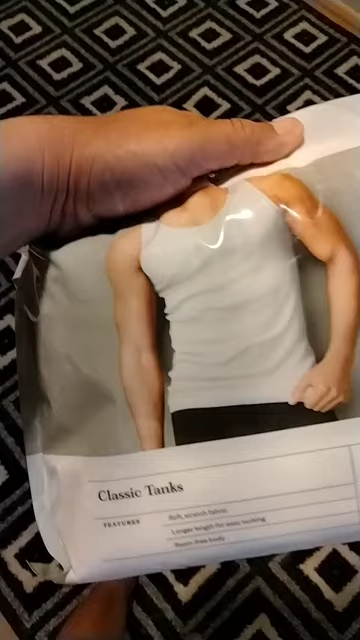 Classic Tanks
FEATURES
Soft, stretch fabric
Longer length for easy tucking
Seam-free body